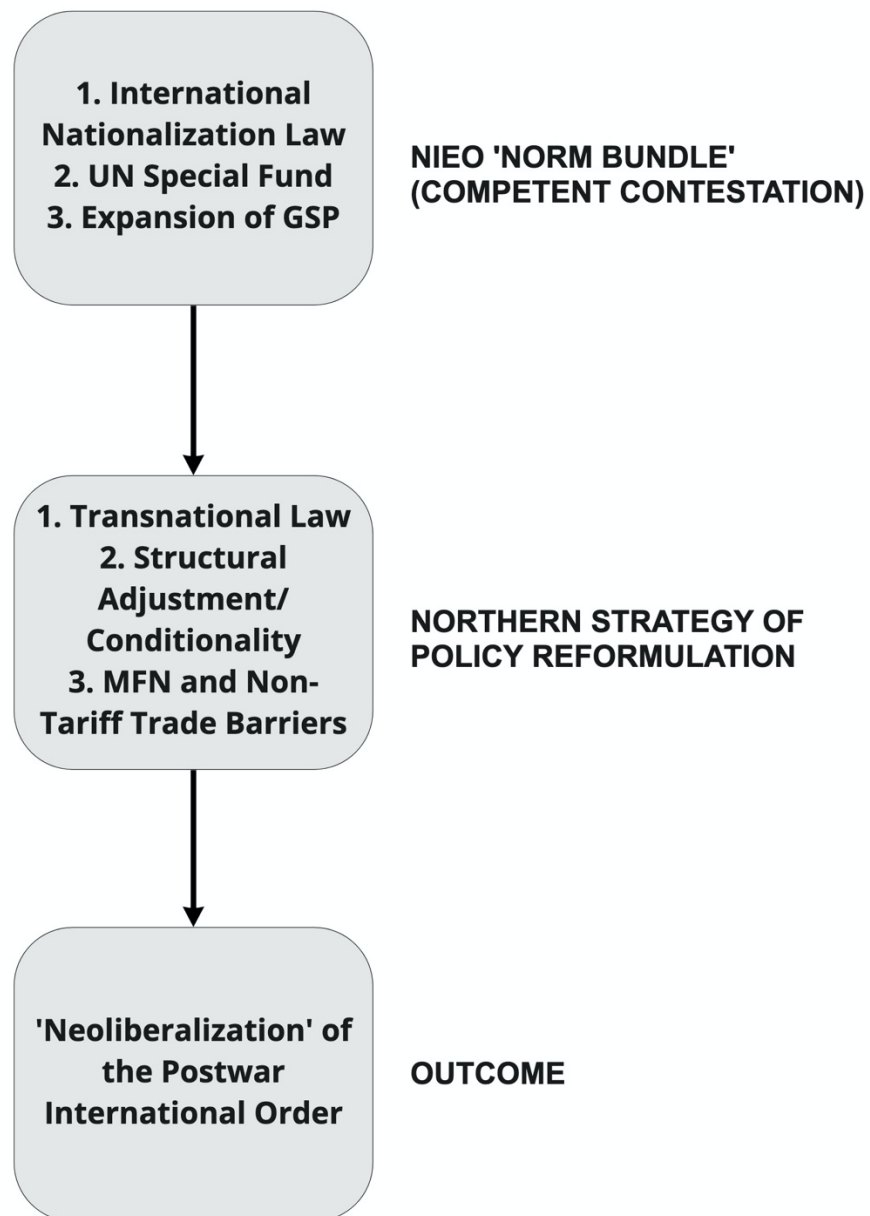 1. International
Nationalization Law
2. UN Special Fund
3. Expansion of GSP
NIEO 'NORM BUNDLE'
(COMPETENT CONTESTATION)
1. Transnational Law
2. Structural
Adjustment/
Conditionality
3. MFN and Non-
Tariff Trade Barriers
NORTHERN STRATEGY OF
POLICY REFORMULATION
'Neoliberalization' of
the Postwar
International Order
OUTCOME